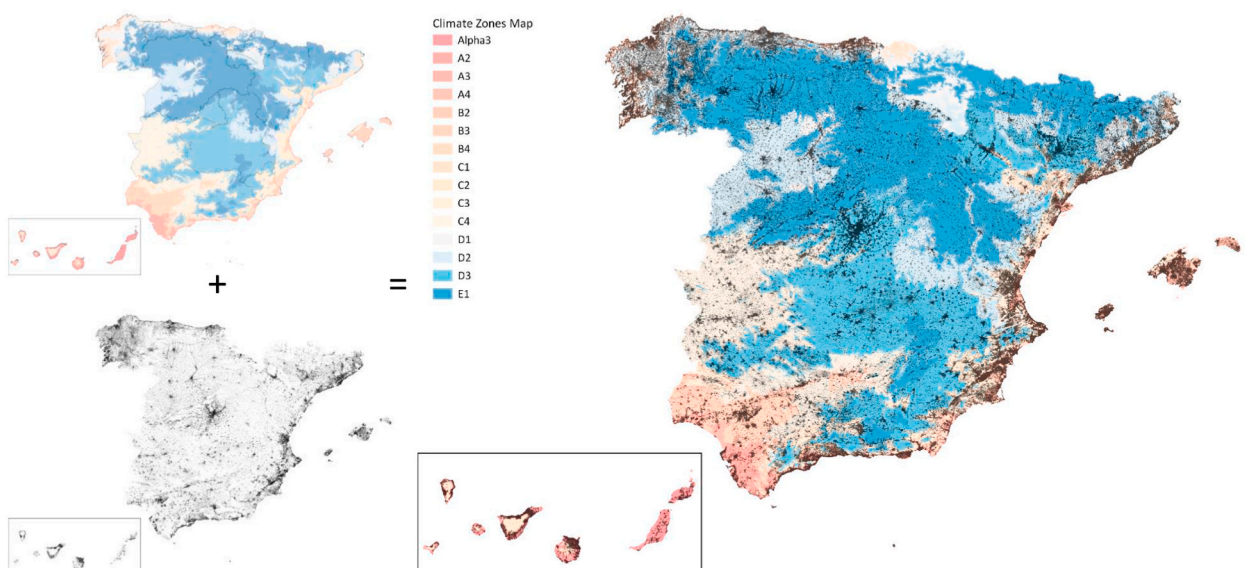 Climate Zones Map
Alpha3
A2
A3
A4
B2
B3
B4
C1
C2
C3
C4
D1
D2
D3
E1
+
=